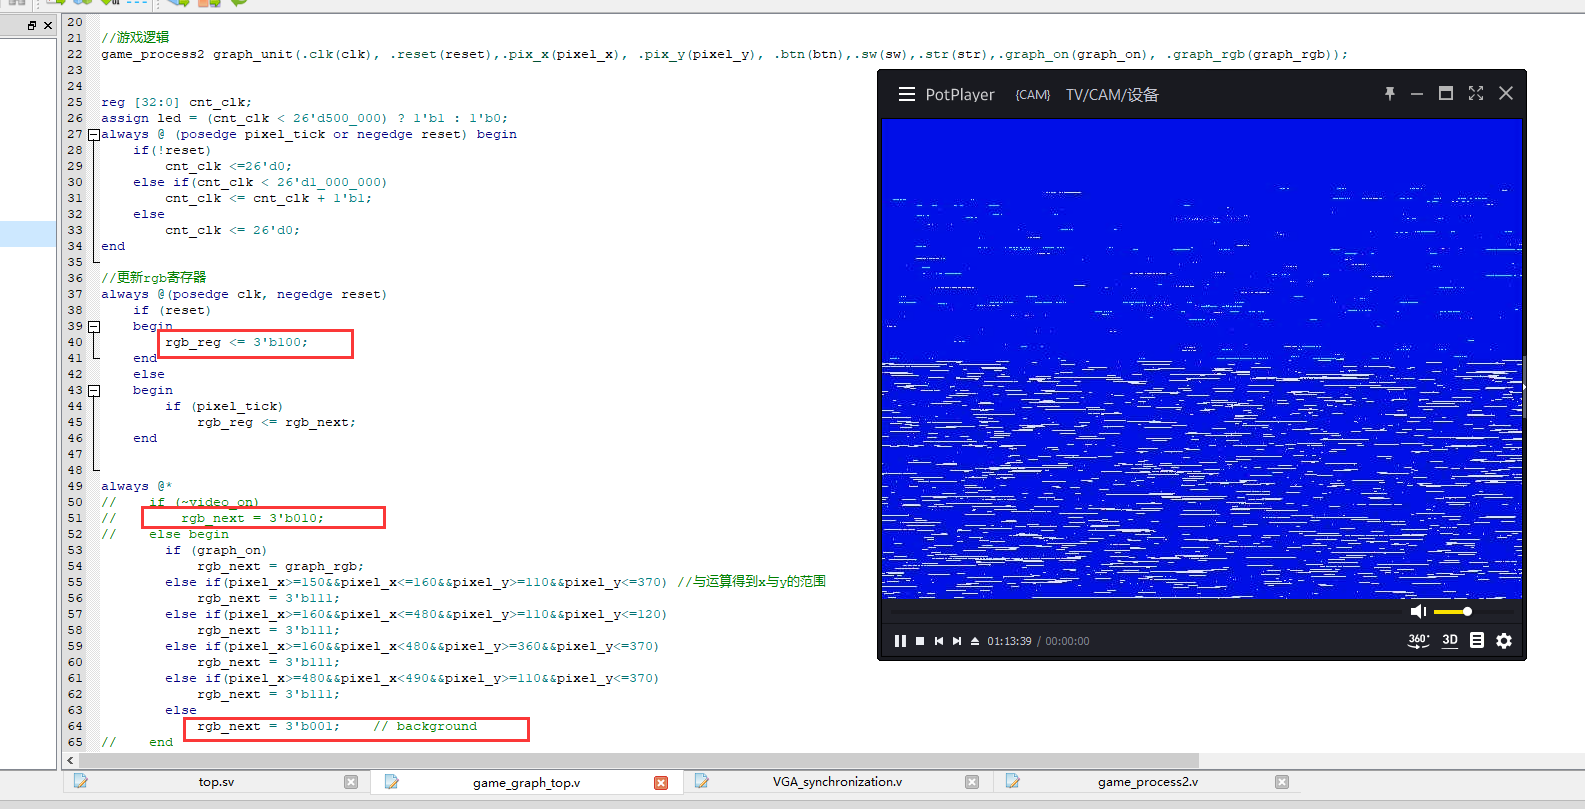 20
21 //游戏逻辑
22 game_process2 graph_unit(.clk(clk), .reset(reset),.pix_x(pixel_x), .pix_y(pixel_y), .btn(btn),.sw(sw),.str(str),.graph_on(graph_on), .graph_rgb(graph_rgb));
23
24
25 reg [32:0] cnt_clk;
26 assign led = (cnt_clk < 26'd500_000) ? 1'b1 : 1'b0;
27 always @ (posedge pixel_tick or negedge reset) begin
28 if(!reset)
29 cnt_clk <=26'd0;
30 else if(cnt_clk < 26'd1_000_000)
31 cnt_clk <= cnt_clk + 1'b1;
32 else
33 cnt_clk <= 26'd0;
34 end
35
36 //更新rgb寄存器
37 always @(posedge clk, negedge reset)
38 if (reset)
39 begin
40 rgb_reg <= 3'b100;
41 end
42 else
43 begin
44 if (pixel_tick)
45 rgb_reg <= rgb_next;
46 end
47
48
49 always @*
50 // if (~video_on)
51 // rgb_next = 3'b010;
52 // else begin
53 if (graph_on)
54 rgb_next = graph_rgb;
55 else if(pixel_x>=150&&pixel_x<=160&&pixel_y>=110&&pixel_y<=370) //与运算得到x与y的范围
56 rgb_next = 3'b111;
57 else if(pixel_x>=160&&pixel_x<=480&&pixel_y>=110&&pixel_y<=120)
58 rgb_next = 3'b111;
59 else if(pixel_x>=160&&pixel_x<480&&pixel_y>=360&&pixel_y<=370)
60 rgb_next = 3'b111;
61 else if(pixel_x>=480&&pixel_x<490&&pixel_y>=110&&pixel_y<=370)
62 rgb_next = 3'b111;
63 else
64 rgb_next = 3'b001; // background
65 // end
PotPlayer {CAM} TV/CAM/设备
01:13:39 / 00:00:00
360° 3D
top.sv game_graph_top.v VGA_synchronization.v game_process2.v